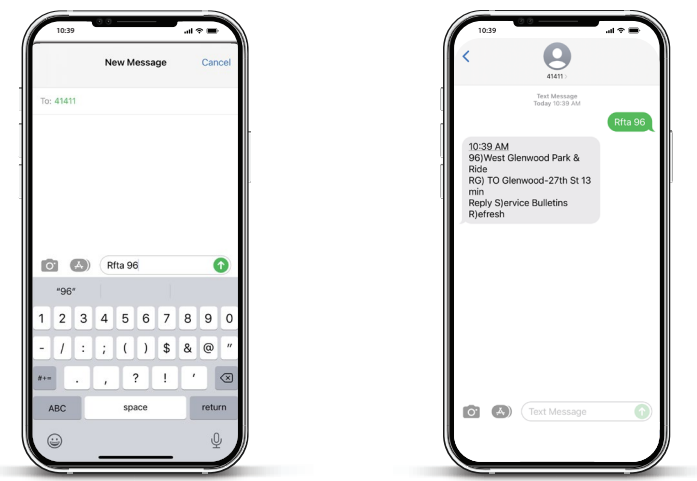 10:39
New Message
Cancel
To: 41411
Rfta 96
"96"
1 2 3 4 5 6 7 8 9 0
- / : ; ( ) $ & @ "
#+= . , ? ! ' 
ABC
space
return
10:39
41411
Text Message
Today 10:39 AM
Rfta 96
10:39 AM
96)West Glenwood Park &
Ride
RG) TO Glenwood-27th St 13
min
Reply S)ervice Bulletins
R)efresh
Text Message